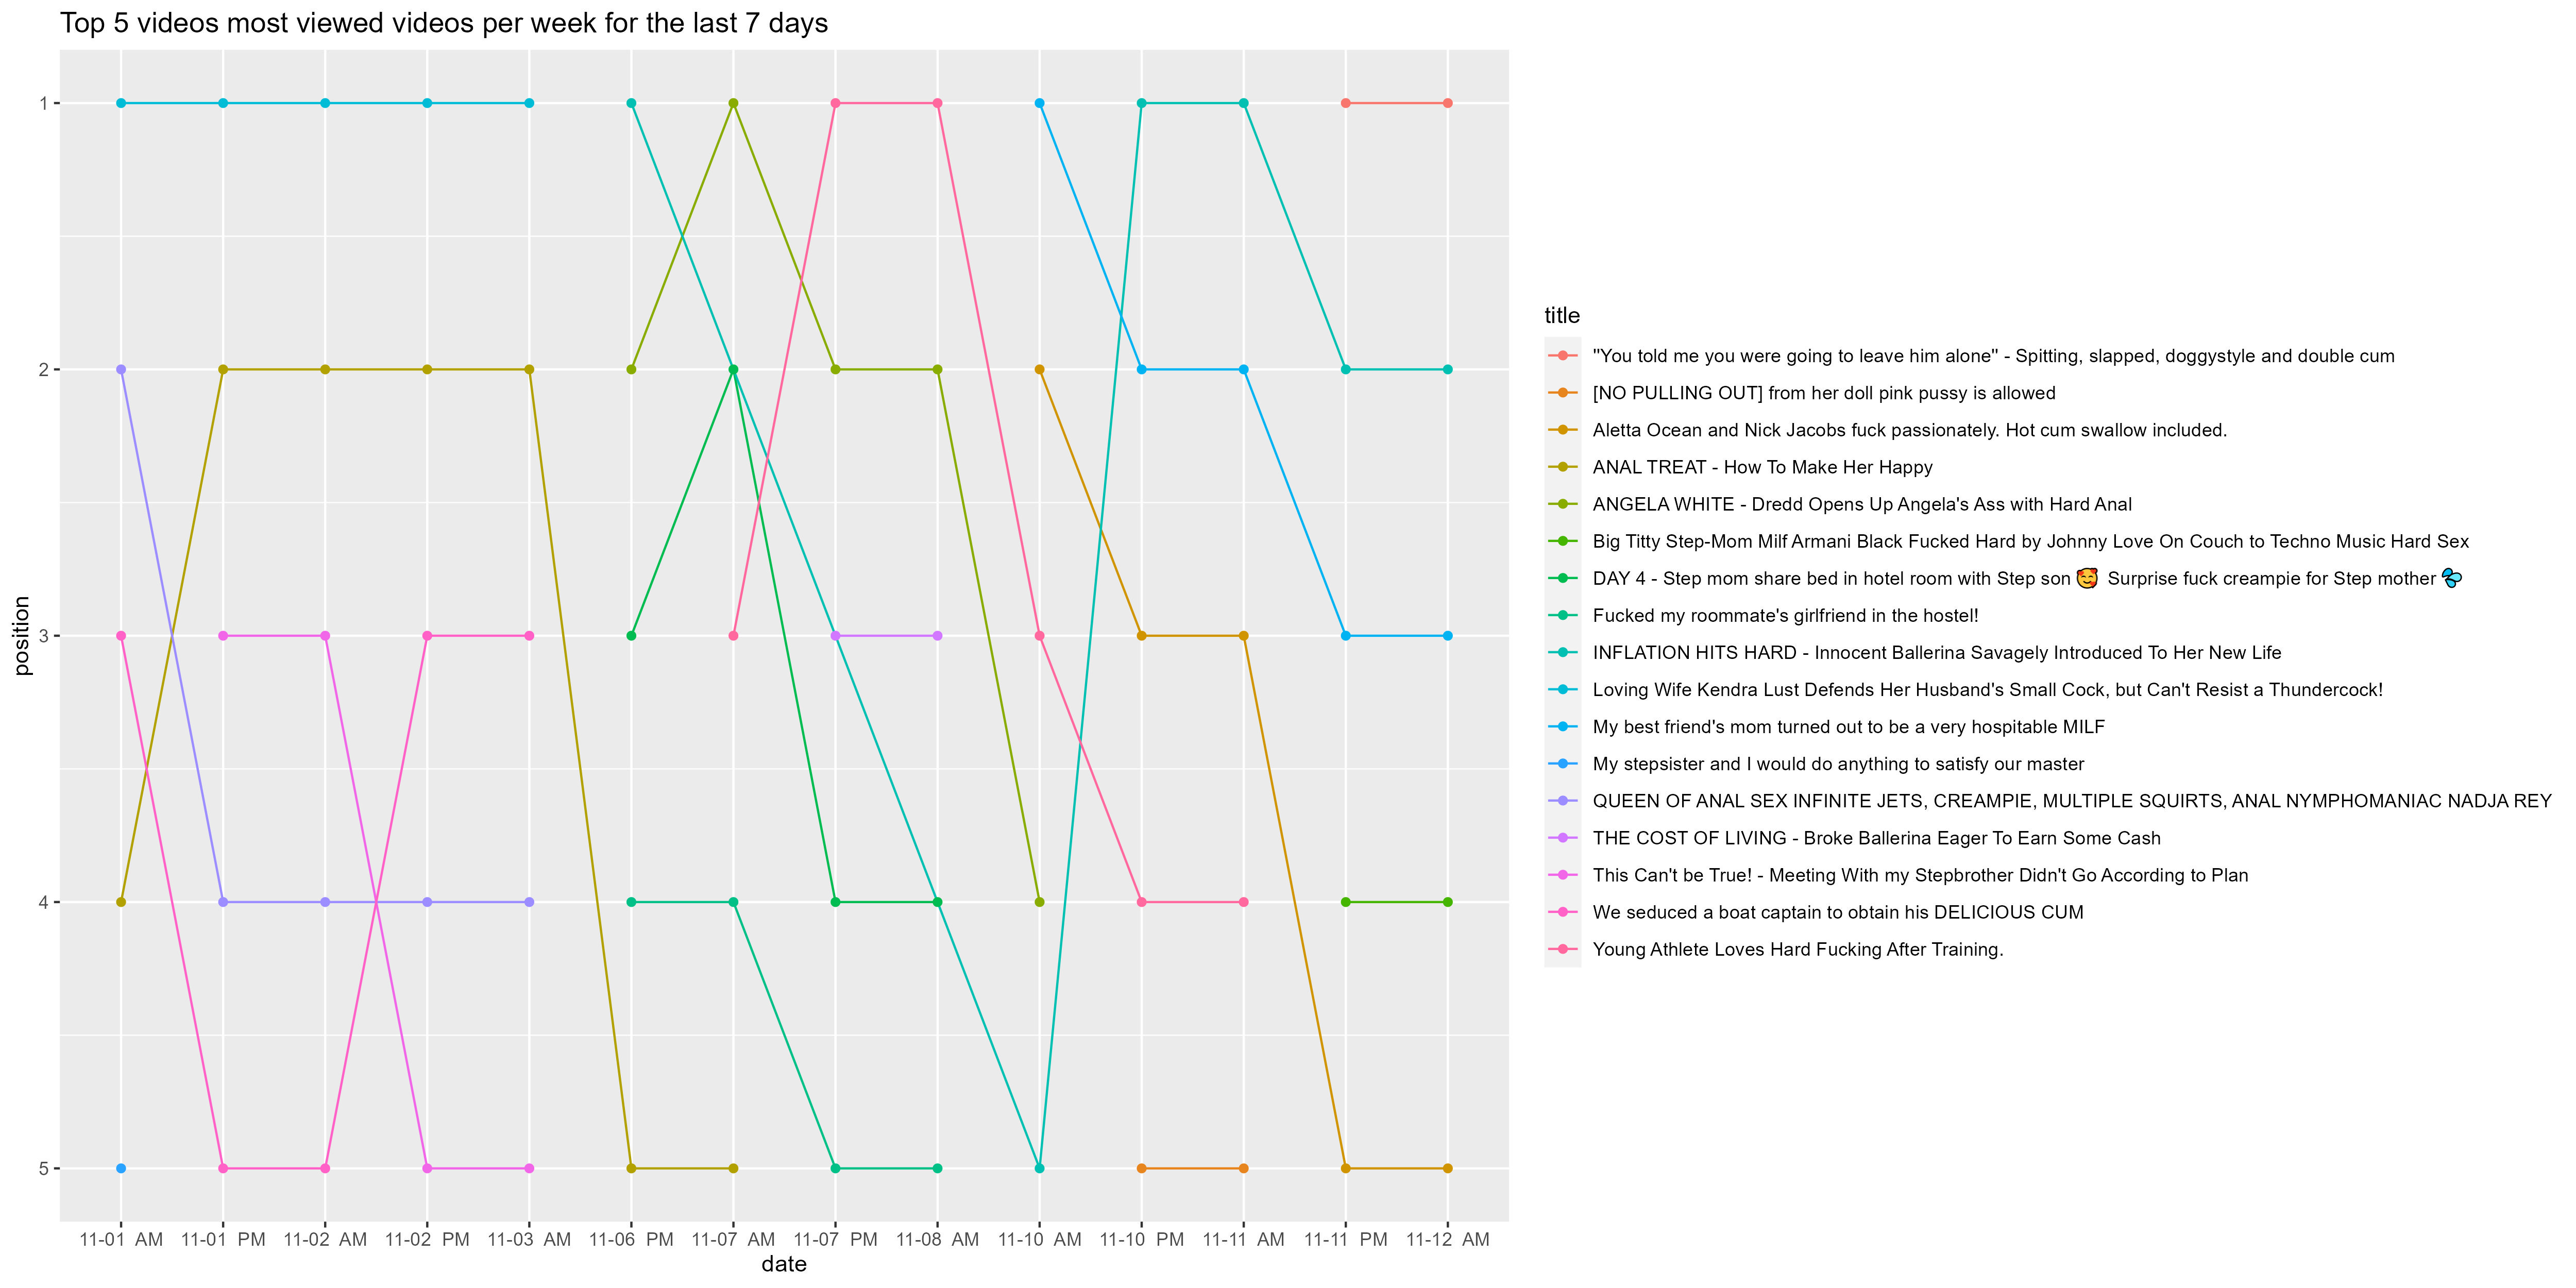 Top 5 videos most viewed videos per week for the last 7 days
position
1
2
3
4
5
11-01 AM
11-01 PM
11-02 AM
11-02 PM
11-03 AM
11-06 PM
11-07 AM
11-07 PM
11-08 AM
11-10 AM
11-10 PM
11-11 AM
11-11 PM
11-12 AM
date
title
"You told me you were going to leave him alone" - Spitting, slapped, doggystyle and double cum
[NO PULLING OUT] from her doll pink pussy is allowed
Aletta Ocean and Nick Jacobs fuck passionately. Hot cum swallow included.
ANAL TREAT - How To Make Her Happy
ANGELA WHITE - Dredd Opens Up Angela's Ass with Hard Anal
Big Titty Step-Mom Milf Armani Black Fucked Hard by Johnny Love On Couch to Techno Music Hard Sex
DAY 4 - Step mom share bed in hotel room with Step son 🥰 Surprise fuck creampie for Step mother 💦
Fucked my roommate's girlfriend in the hostel!
INFLATION HITS HARD - Innocent Ballerina Savagely Introduced To Her New Life
Loving Wife Kendra Lust Defends Her Husband's Small Cock, but Can't Resist a Thundercock!
My best friend's mom turned out to be a very hospitable MILF
My stepsister and I would do anything to satisfy our master
QUEEN OF ANAL SEX INFINITE JETS, CREAMPIE, MULTIPLE SQUIRTS, ANAL NYMPHOMANIAC NADJA REY
THE COST OF LIVING - Broke Ballerina Eager To Earn Some Cash
This Can't be True! - Meeting With my Stepbrother Didn't Go According to Plan
We seduced a boat captain to obtain his DELICIOUS CUM
Young Athlete Loves Hard Fucking After Training.